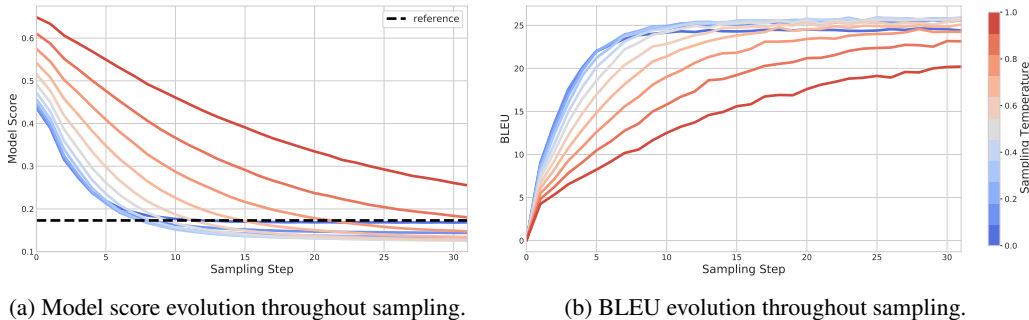 reference
0.6
0.5
0.4
0.3
0.2
0.1
Model Score
0 5 10 15 20 25 30
Sampling Step
25
20
15
10
5
0
BLEU
0 5 10 15 20 25 30
Sampling Step
1.0
0.8
0.6
0.4
0.2
0.0
Sampling Temperature
(a) Model score evolution throughout sampling.
(b) BLEU evolution throughout sampling.